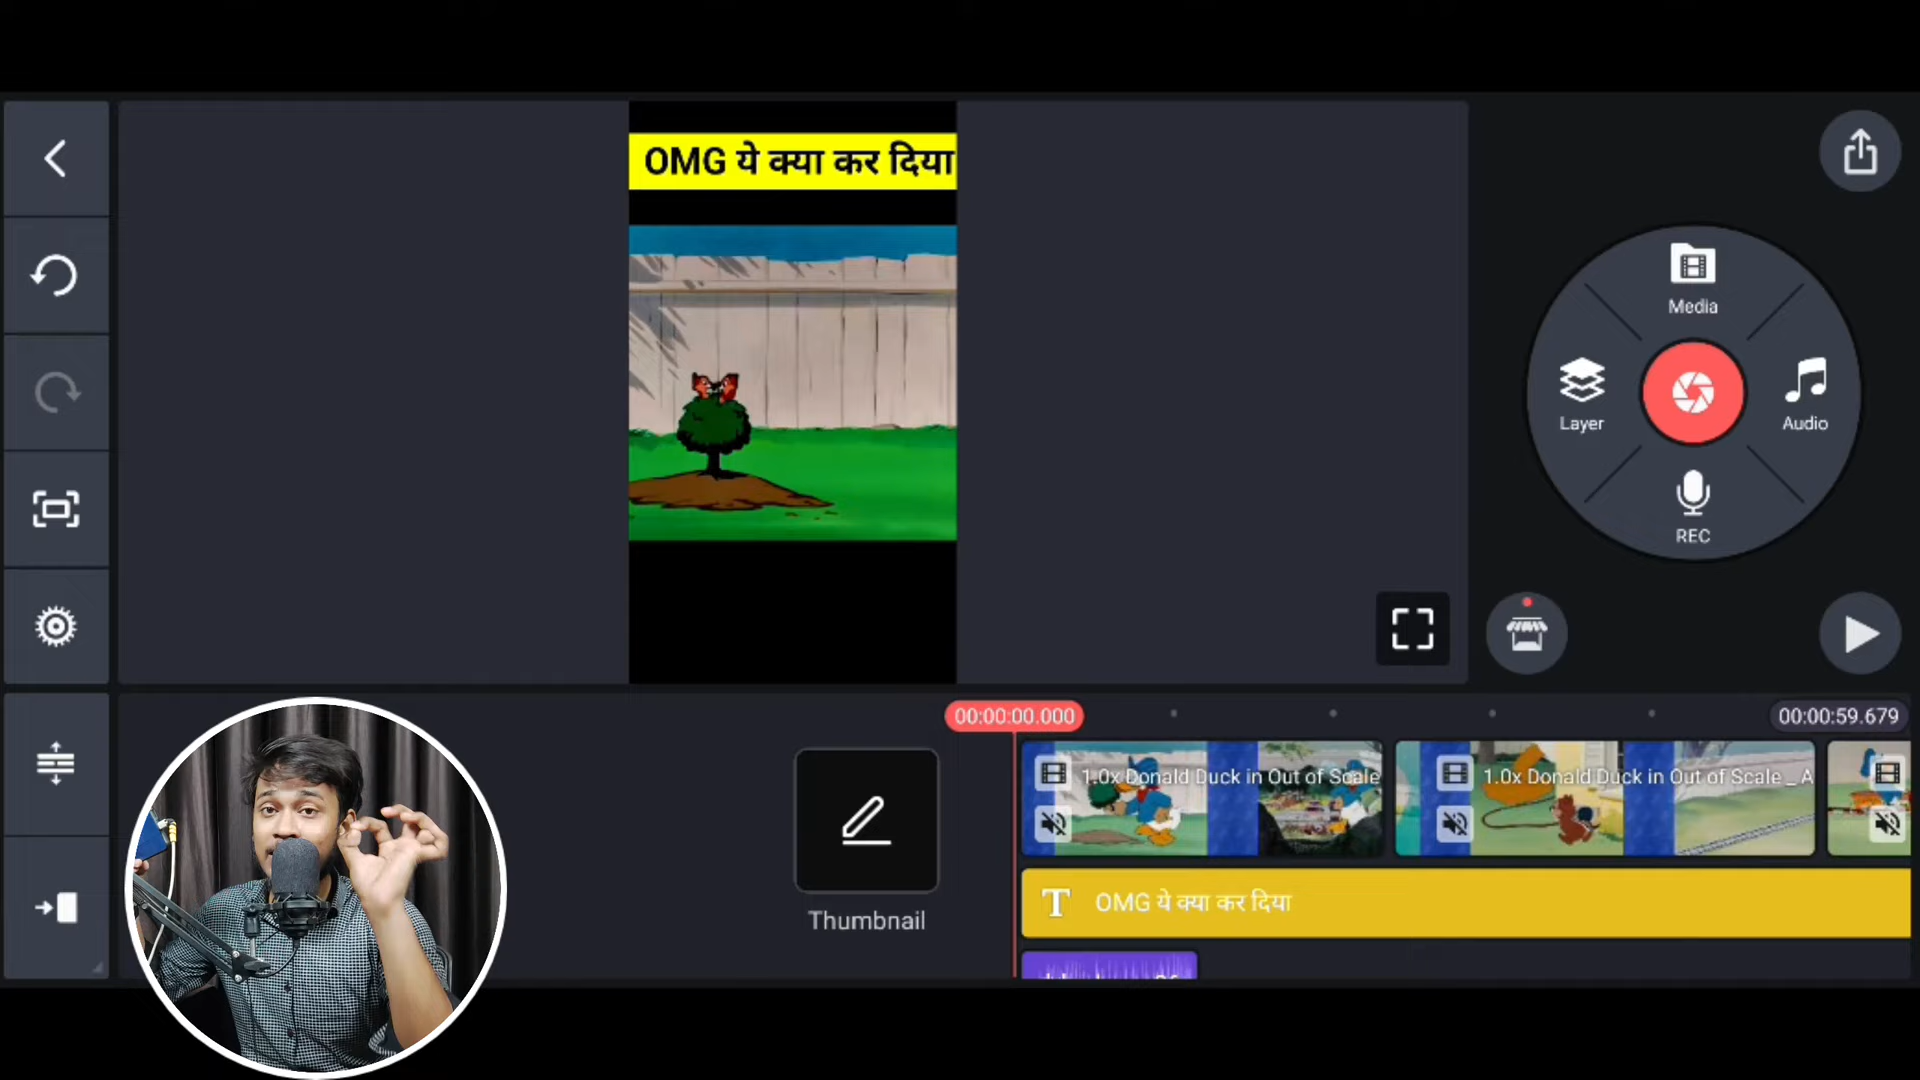 OMG ये क्या कर दिया
Media
Layer
Audio
REC
00:00:00.000
00:00:59.679
1.0x Donald Duck in Out of Scale
1.0x Donald Duck in Out of Scale_A
Thumbnail
T OMG ये क्या कर दिया